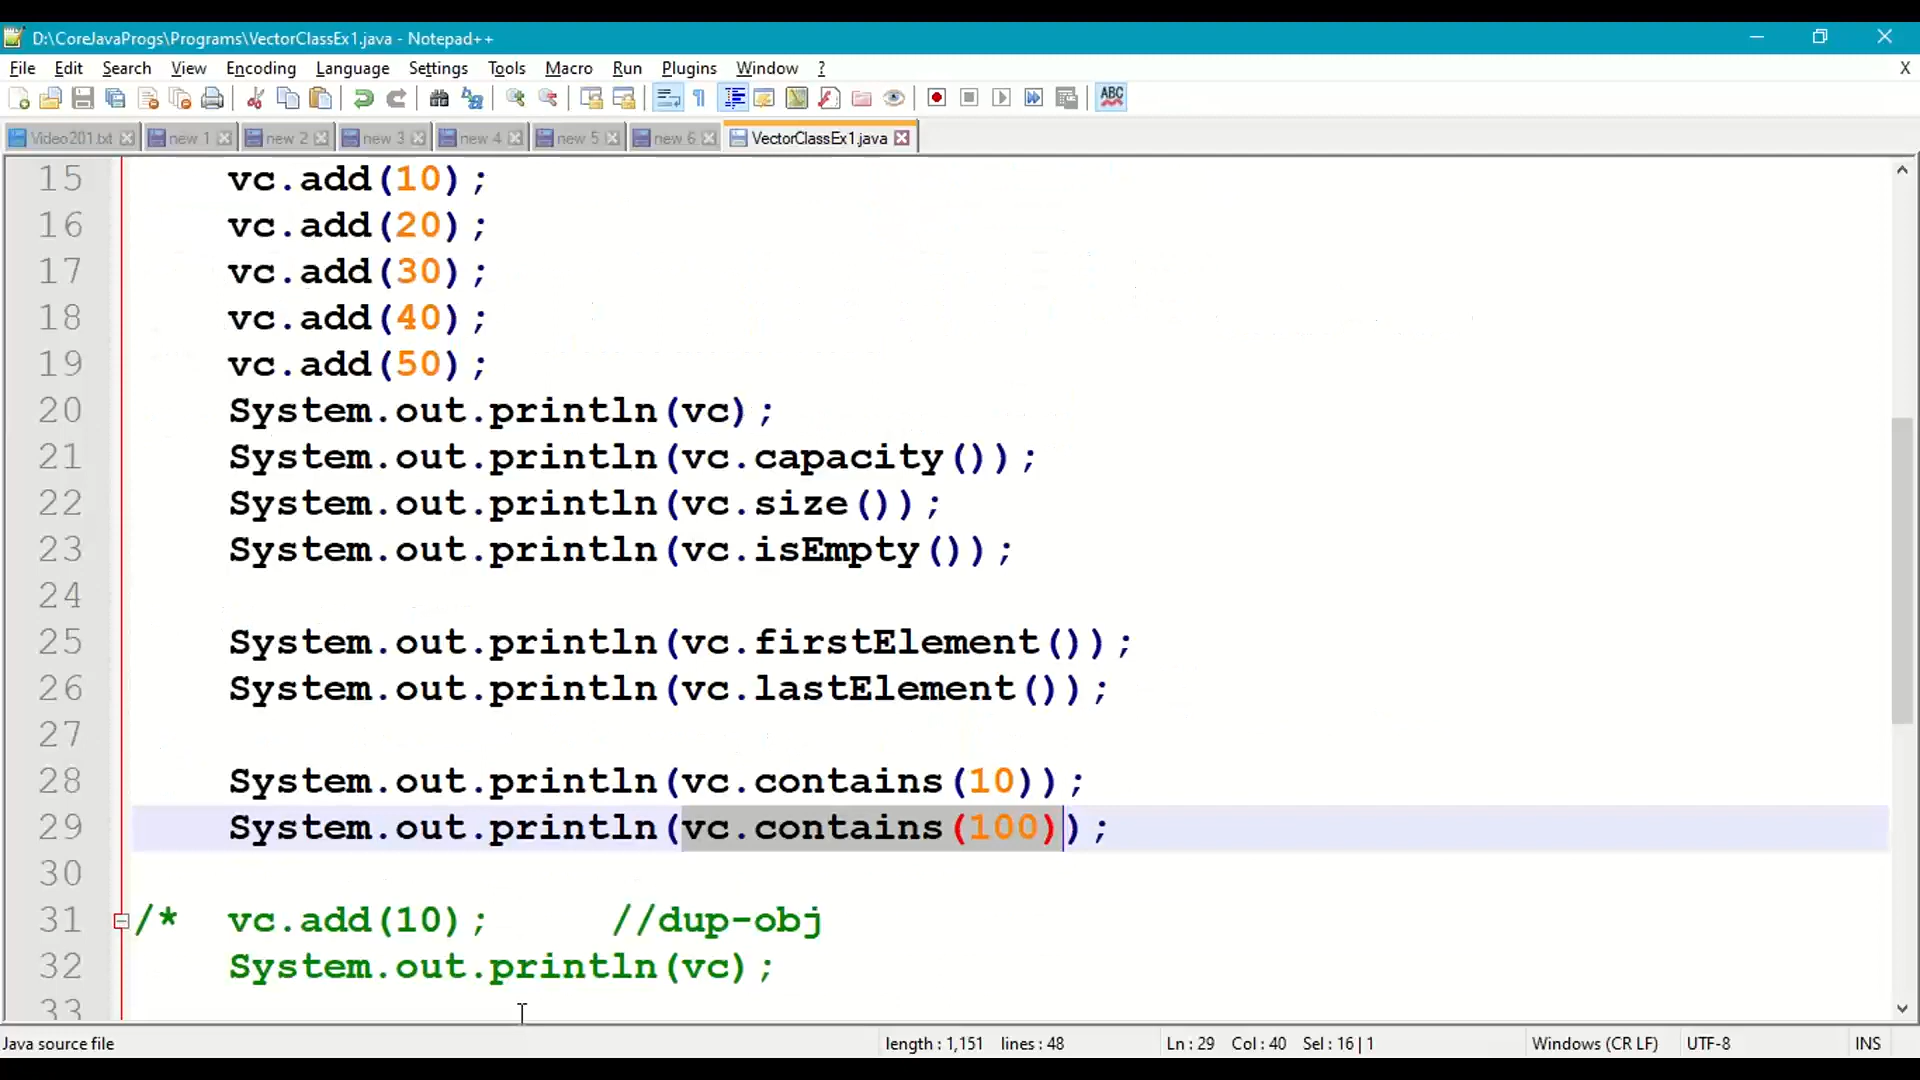 D:\CoreJavaProgs\Programs\VectorClassEx1.java - Notepad++
File Edit Search View Encoding Language Settings Tools Macro Run Plugins Window ? X
ABC
Video201.txt new 1 new 2 new 3 new 4 new 5 new 6 VectorClassEx1.java
15 vc.add(10);
16 vc.add(20);
17 vc.add(30);
18 vc.add(40);
19 vc.add(50);
20 System.out.println(vc);
21 System.out.println(vc.capacity());
22 System.out.println(vc.size());
23 System.out.println(vc.isEmpty());
24
25 System.out.println(vc.firstElement());
26 System.out.println(vc.lastElement());
27
28 System.out.println(vc.contains(10));
29 System.out.println(vc.contains(100));
30
31 /* vc.add(10); //dup-obj
32 System.out.println(vc);
33
Java source file length : 1,151 lines : 48 Ln : 29 Col : 40 Sel : 16 | 1 Windows (CR LF) UTF-8 INS